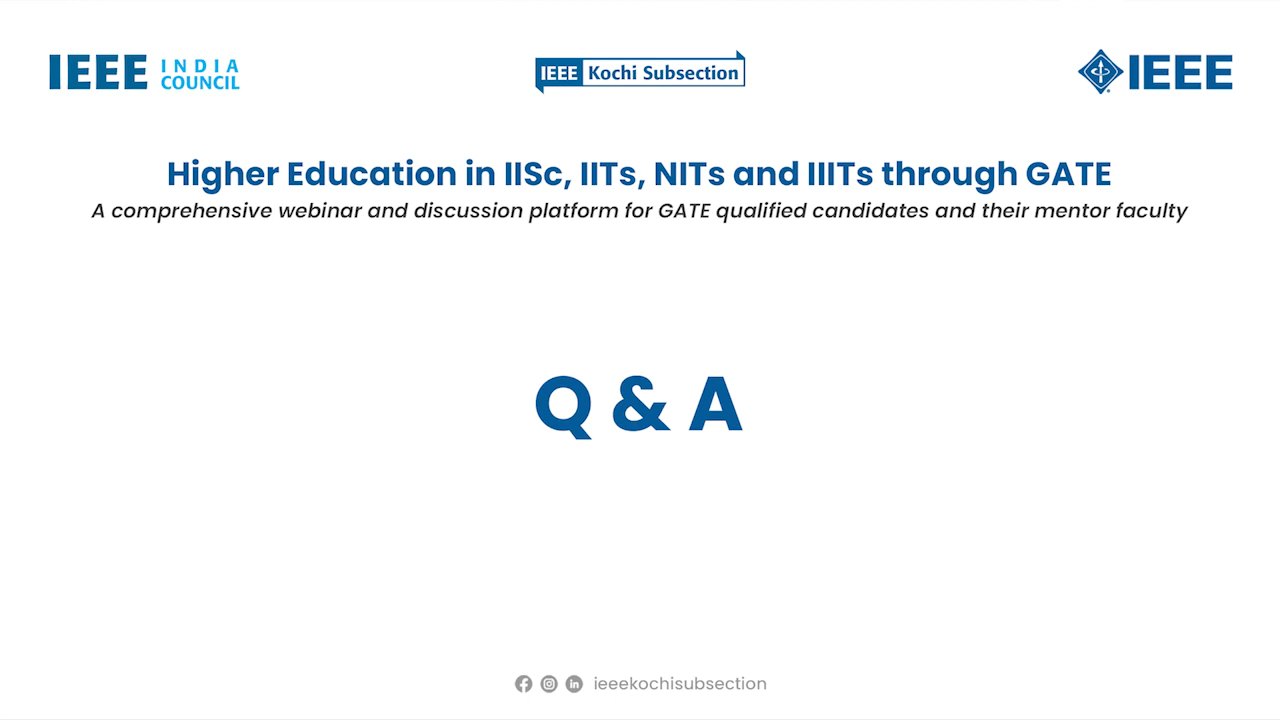 IEEE INDIA COUNCIL
IEEE Kochi Subsection
IEEE
Higher Education in IISc, IITs, NITs and IIITs through GATE
A comprehensive webinar and discussion platform for GATE qualified candidates and their mentor faculty
Q & A
ieeekochisubsection